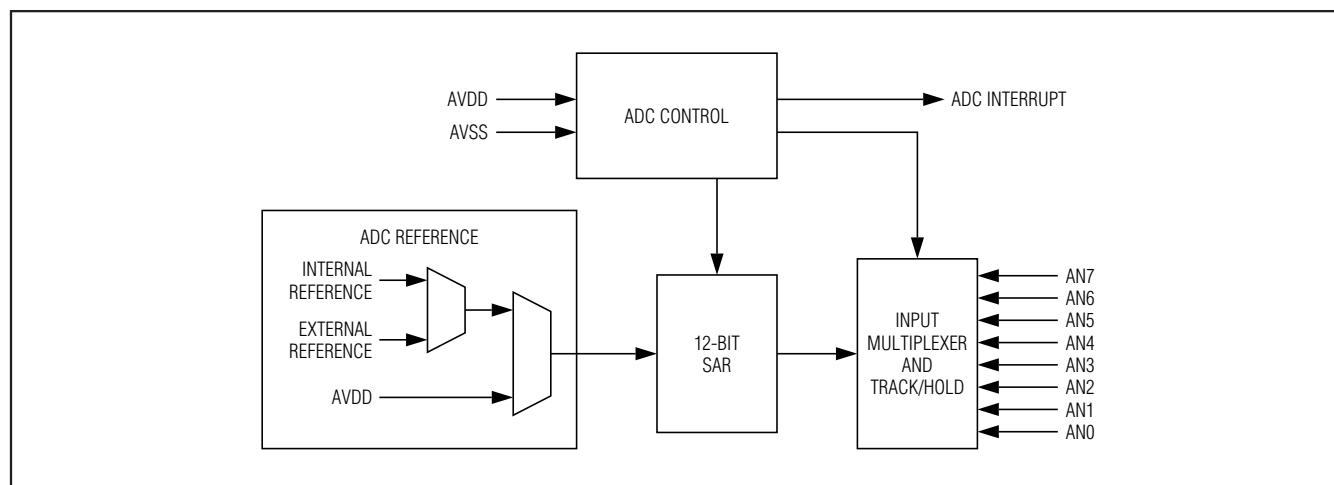 AVDD
AVSS
ADC CONTROL
ADC INTERRUPT
ADC REFERENCE
INTERNAL
REFERENCE
EXTERNAL
REFERENCE
AVDD
12-BIT
SAR
INPUT
MULTIPLEXER
AND
TRACK/HOLD
AN7
AN6
AN5
AN4
AN3
AN2
AN1
AN0